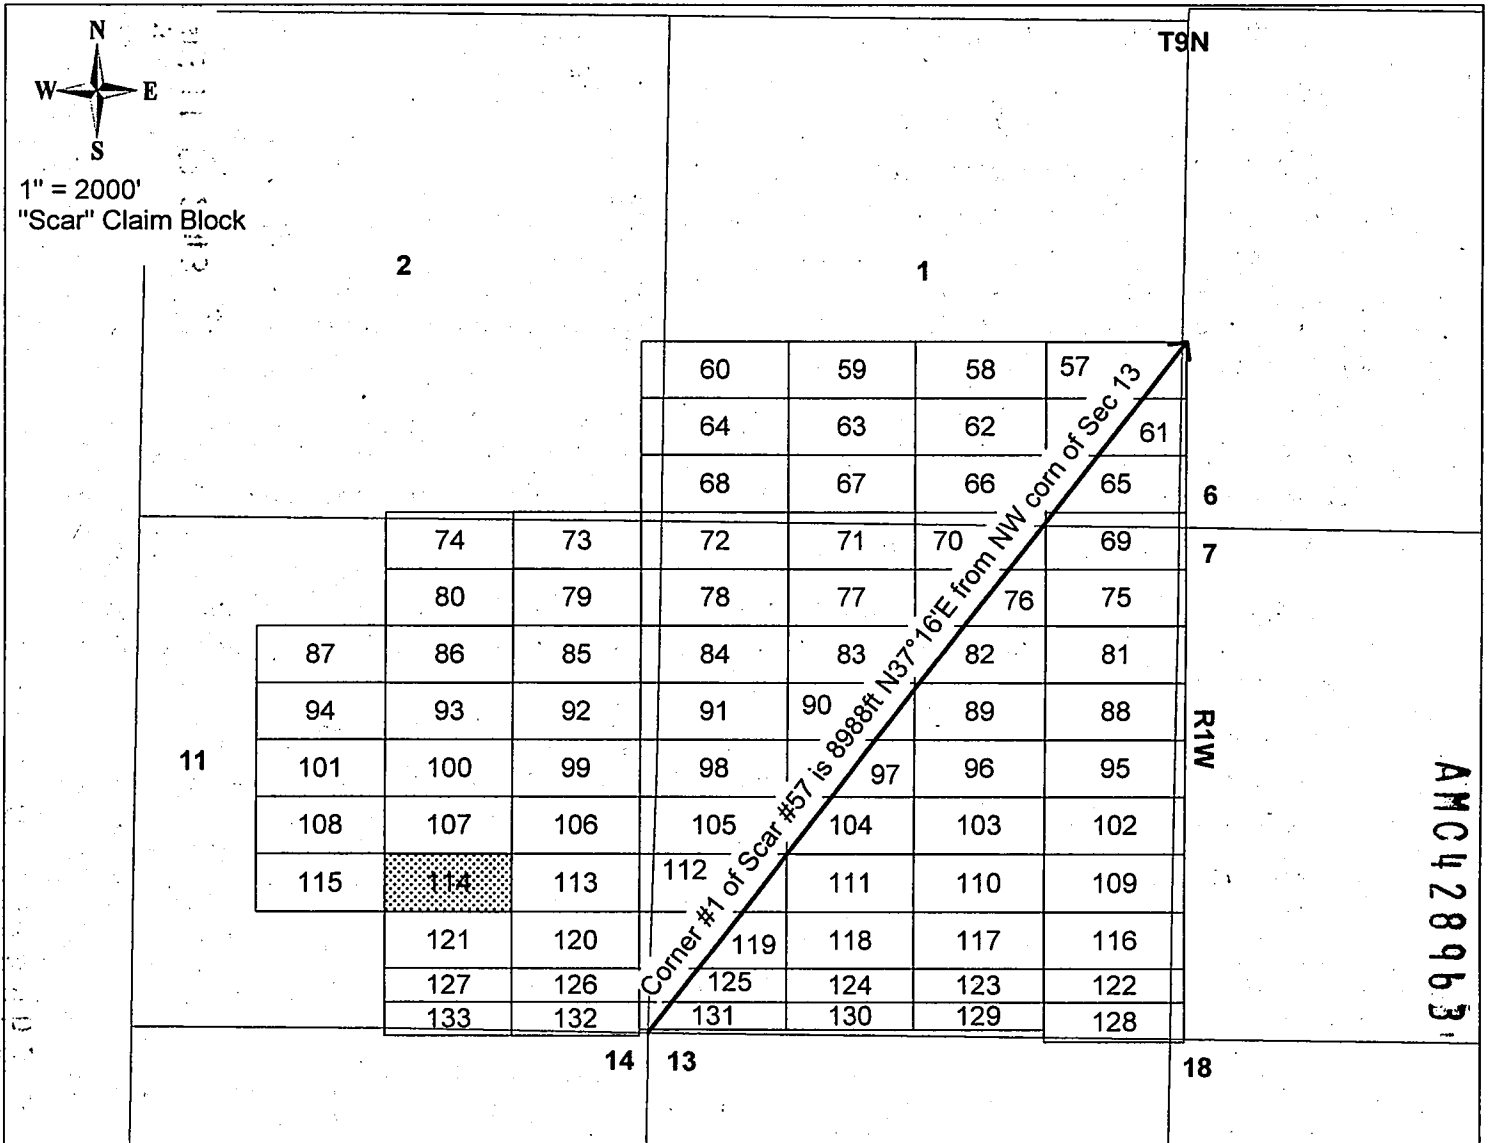 N
W E
S
T9N
1" = 2000'
"Scar" Claim Block
2
1
60 59 58 57
64 63 62 61
68 67 66 65
6
74 73 72 71 70 69
7
80 79 78 77 76 75
87 86 85 84 83 82 81
94 93 92 91 90 89 88
R1W
11
101 100 99 98 97 96 95
108 107 106 105 104 103 102
115 114 113 112 111 110 109
121 120 119 118 117 116
127 126 125 124 123 122
133 132 131 130 129 128
Corner #1 of Scar #57 is 8988ft N37°16'E from NW corn of Sec 13
14 13
18
AMC428963